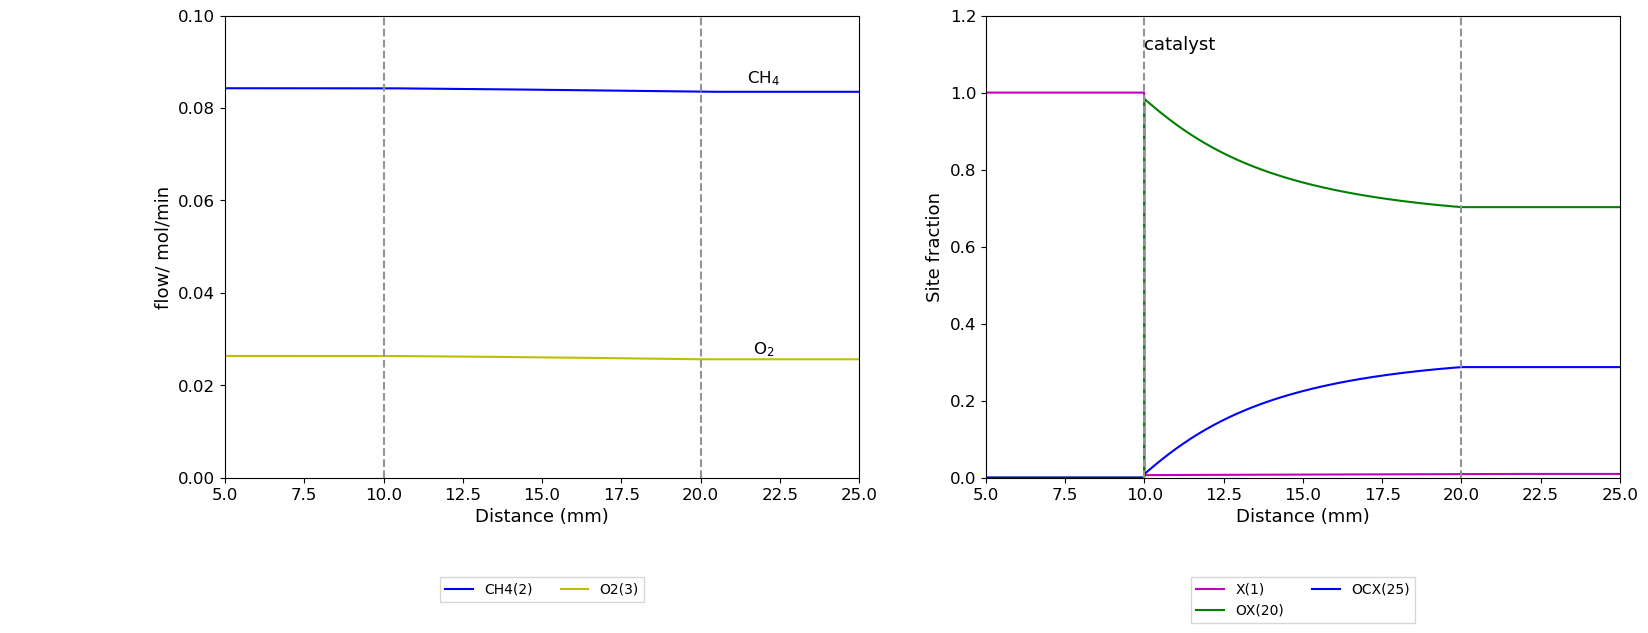 0.10
0.08
0.06
0.04
0.02
0.00
flow/ mol/min
CH₄
O₂
5.0 7.5 10.0 12.5 15.0 17.5 20.0 22.5 25.0
Distance (mm)
CH4(2) O2(3)
1.2
1.0
0.8
0.6
0.4
0.2
0.0
Site fraction
catalyst
5.0 7.5 10.0 12.5 15.0 17.5 20.0 22.5 25.0
Distance (mm)
X(1) OCX(25)
OX(20)